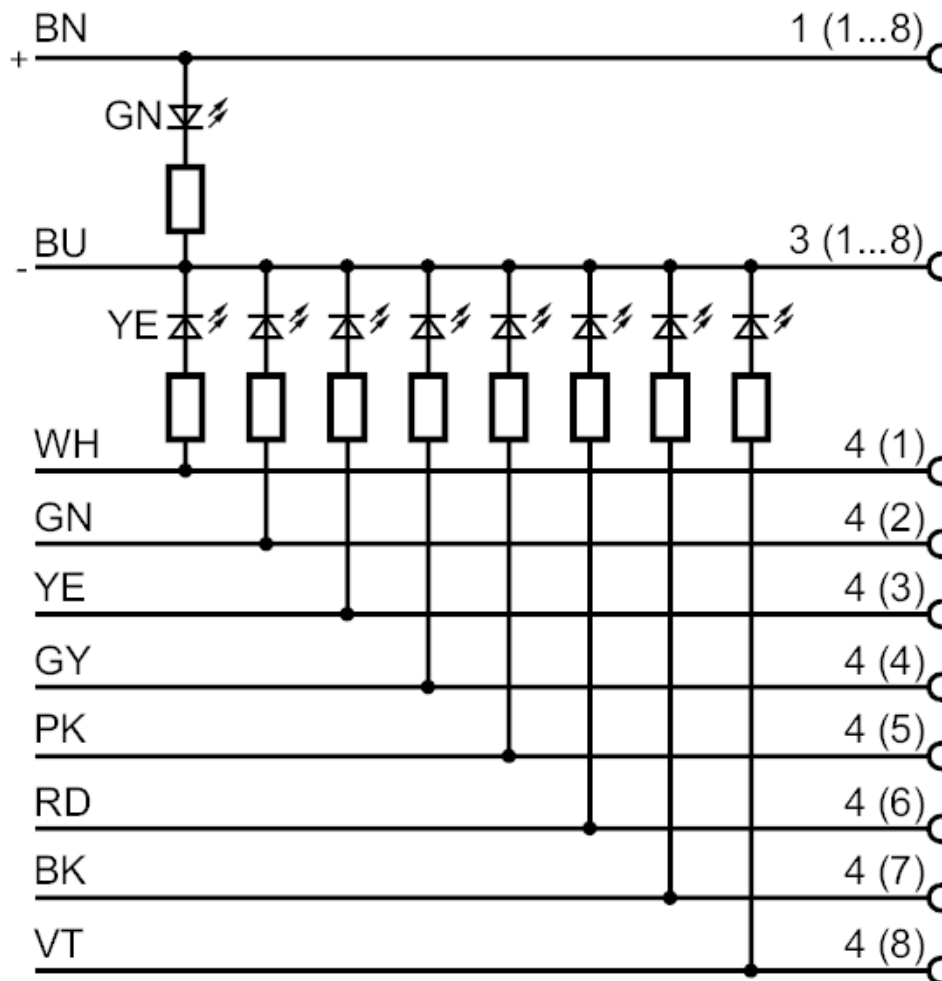 BN 1 (1...8)
+
GN
BU 3 (1...8)
-
YE
WH 4 (1)
GN 4 (2)
YE 4 (3)
GY 4 (4)
PK 4 (5)
RD 4 (6)
BK 4 (7)
VT 4 (8)